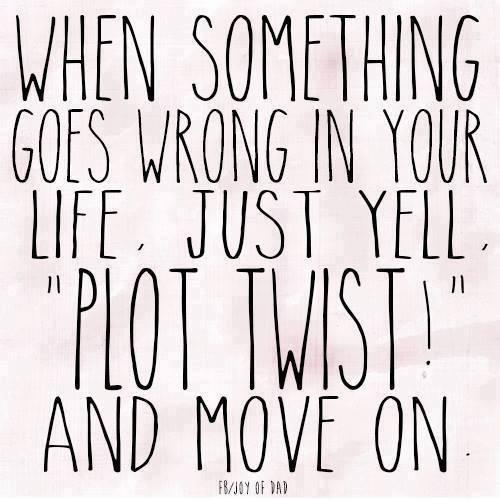 WHEN SOMETHING
GOES WRONG IN YOUR
LIFE, JUST YELL,
"PLOT TWIST!"
AND MOVE ON.
FB/JOY OF DAD